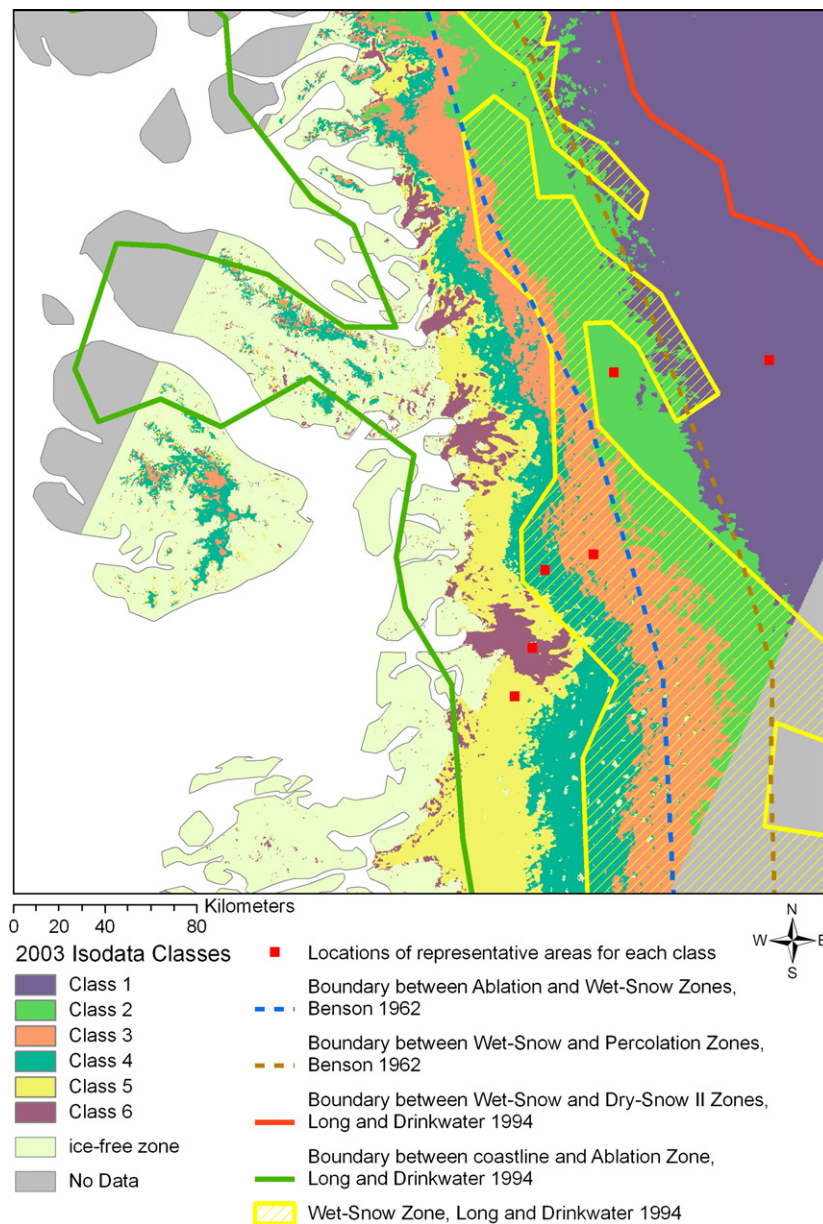 0 20 40 80 Kilometers
N
W E
S
2003 Isodata Classes
Class 1
Class 2
Class 3
Class 4
Class 5
Class 6
ice-free zone
No Data
Locations of representative areas for each class
Boundary between Ablation and Wet-Snow Zones,
Benson 1962
Boundary between Wet-Snow and Percolation Zones,
Benson 1962
Boundary between Wet-Snow and Dry-Snow II Zones,
Long and Drinkwater 1994
Boundary between coastline and Ablation Zone,
Long and Drinkwater 1994
Wet-Snow Zone, Long and Drinkwater 1994